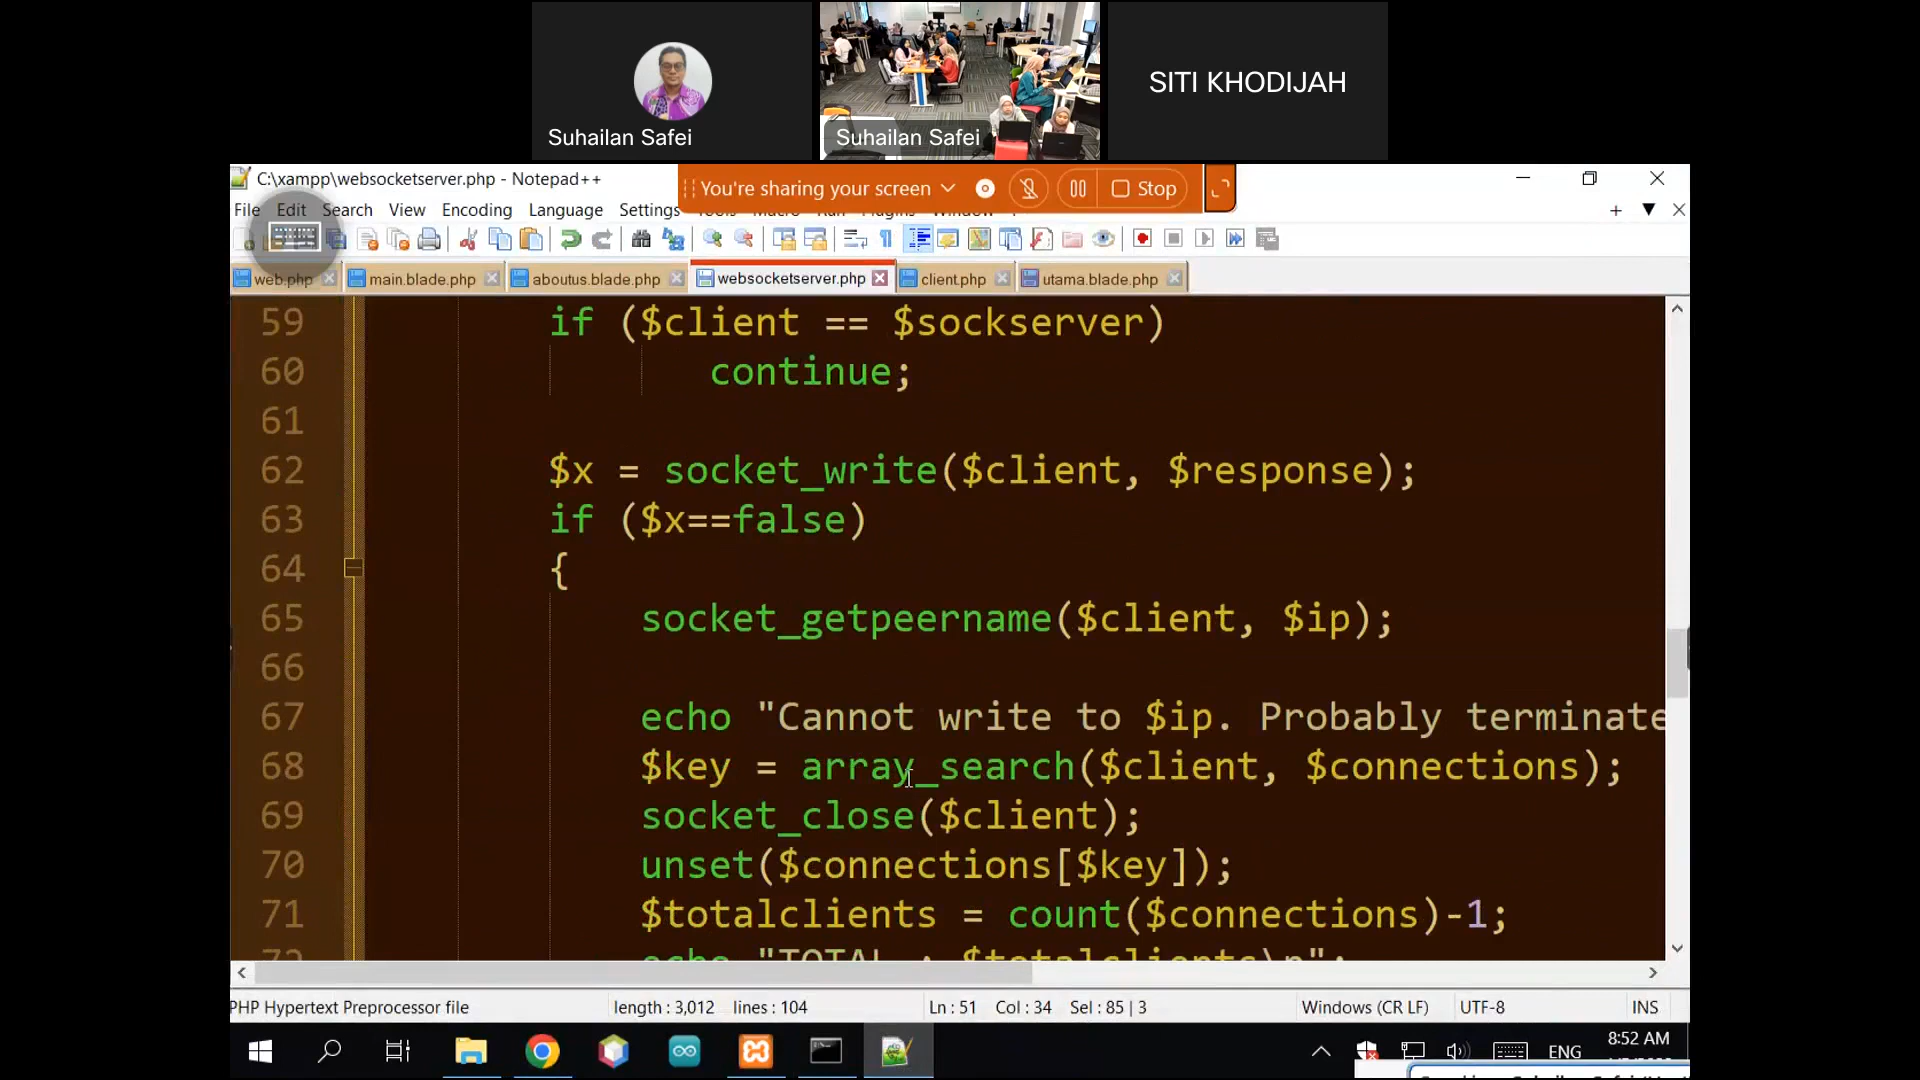 Suhailan Safei
Suhailan Safei
SITI KHODIJAH
C:\xampp\websocketserver.php - Notepad++
You're sharing your screen
Stop
File Edit Search View Encoding Language Settings
web.php
main.blade.php
aboutus.blade.php
websocketserver.php
client.php
utama.blade.php
59 if ($client == $sockserver)
60 continue;
61
62 $x = socket_write($client, $response);
63 if ($x==false)
64 {
65 socket_getpeername($client, $ip);
66
67 echo "Cannot write to $ip. Probably terminate
68 $key = array_search($client, $connections);
69 socket_close($client);
70 unset($connections[$key]);
71 $totalclients = count($connections)-1;
72 echo "TOTAL : $totalclients\n";
PHP Hypertext Preprocessor file
length : 3,012 lines : 104
Ln : 51 Col : 34 Sel : 85 | 3
Windows (CR LF)
UTF-8
INS
ENG
8:52 AM